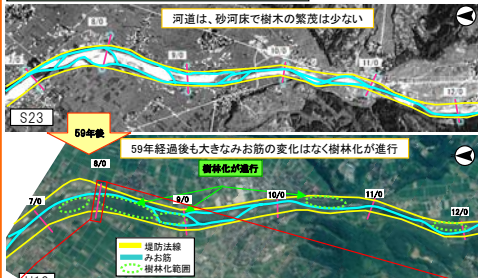 河道は、砂河床で樹木の繁茂は少ない
8/0
9/0
10/0
11/0
12/0
S23
59年後
59年経過後も大きなみお筋の変化はなく樹林化が進行
8/0
樹林化が進行
7/0
9/0
10/0
11/0
12/0
堤防法線
みお筋
樹林化範囲